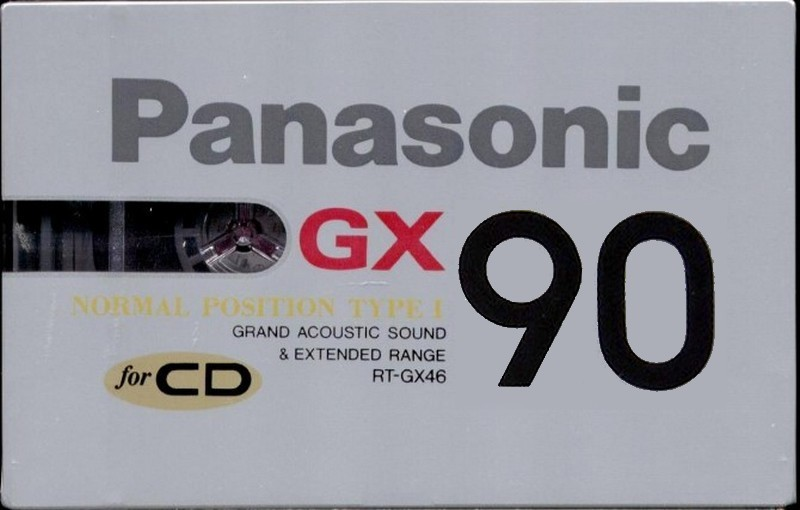 Panasonic
GX 90
NORMAL POSITION TYPE I
GRAND ACOUSTIC SOUND
& EXTENDED RANGE
RT-GX46
for CD